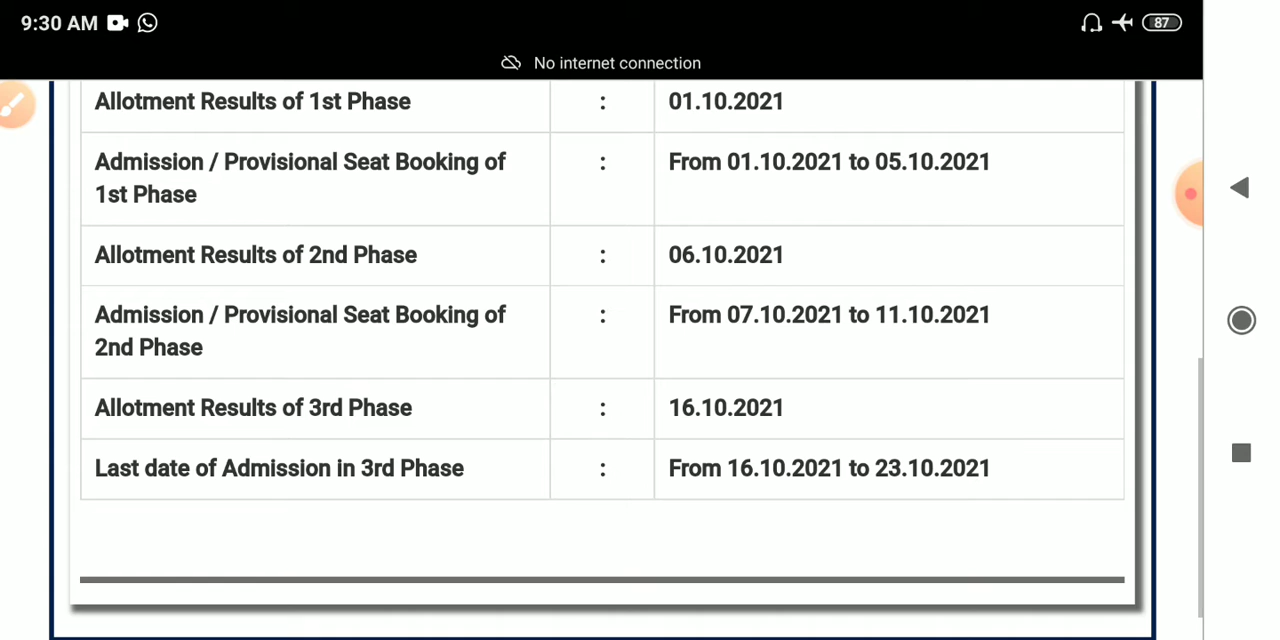 9:30 AM
87
No internet connection
Allotment Results of 1st Phase : 01.10.2021
Admission / Provisional Seat Booking of : From 01.10.2021 to 05.10.2021
1st Phase
Allotment Results of 2nd Phase : 06.10.2021
Admission / Provisional Seat Booking of : From 07.10.2021 to 11.10.2021
2nd Phase
Allotment Results of 3rd Phase : 16.10.2021
Last date of Admission in 3rd Phase : From 16.10.2021 to 23.10.2021